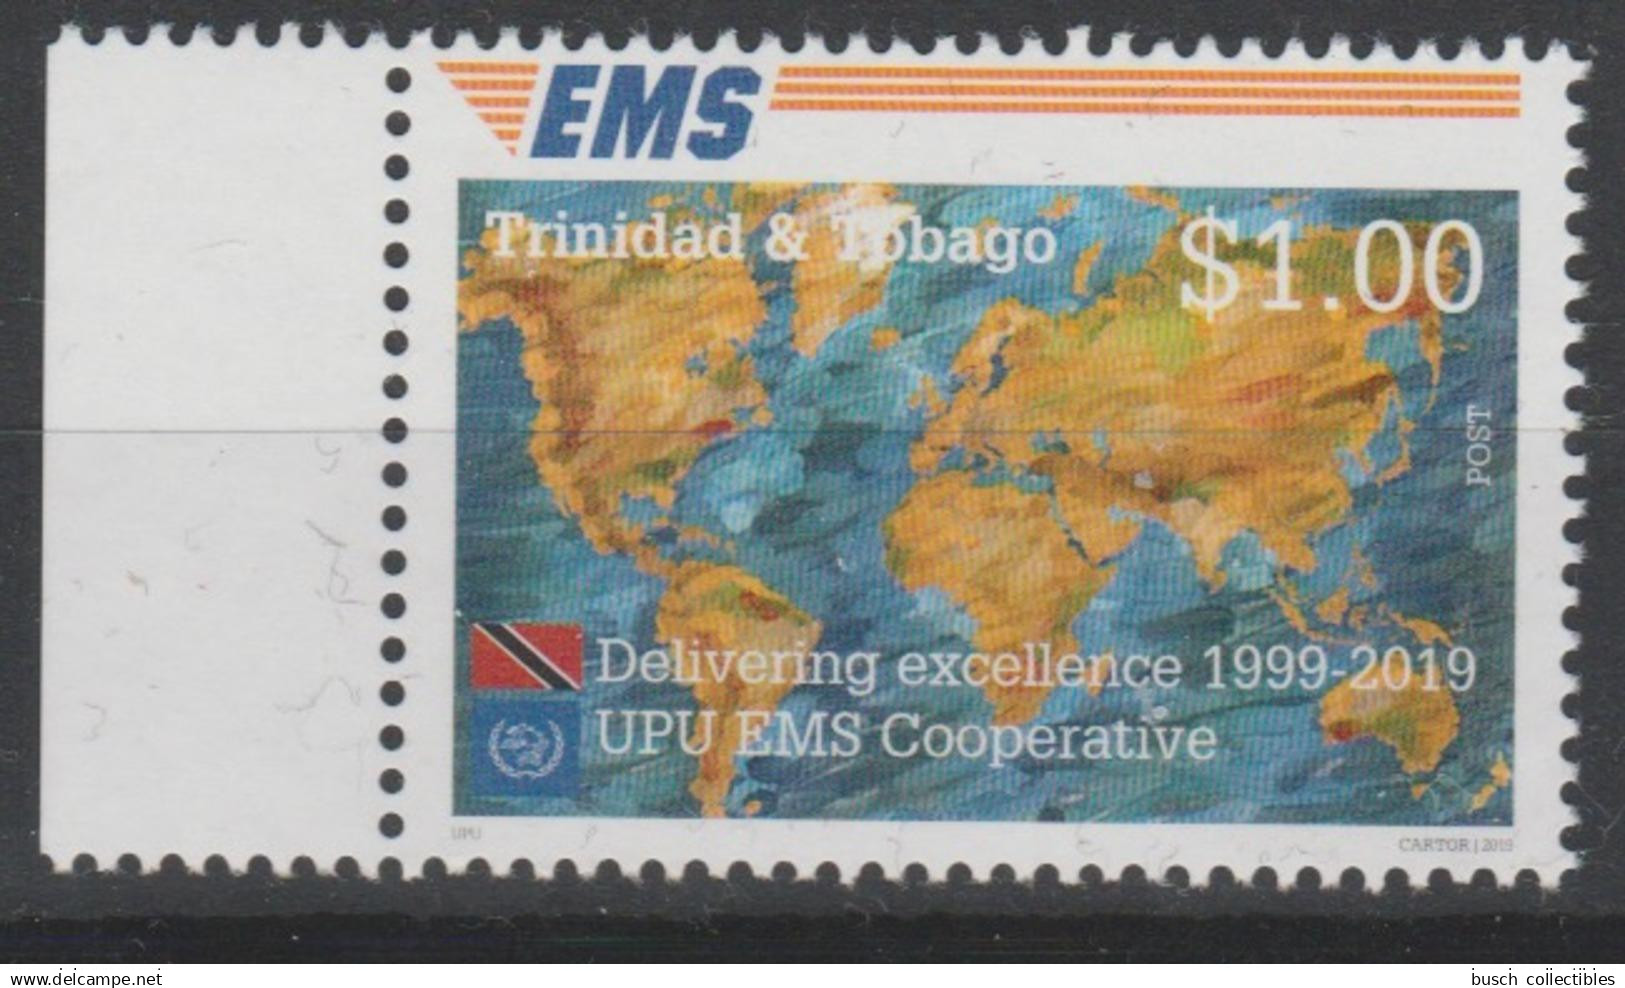 EMS
Trinidad & Tobago
$1.00
POST
Delivering excellence 1999-2019
UPU EMS Cooperative
UPU
CARTOR | 2019
www.delcampe.net
busch collectibles